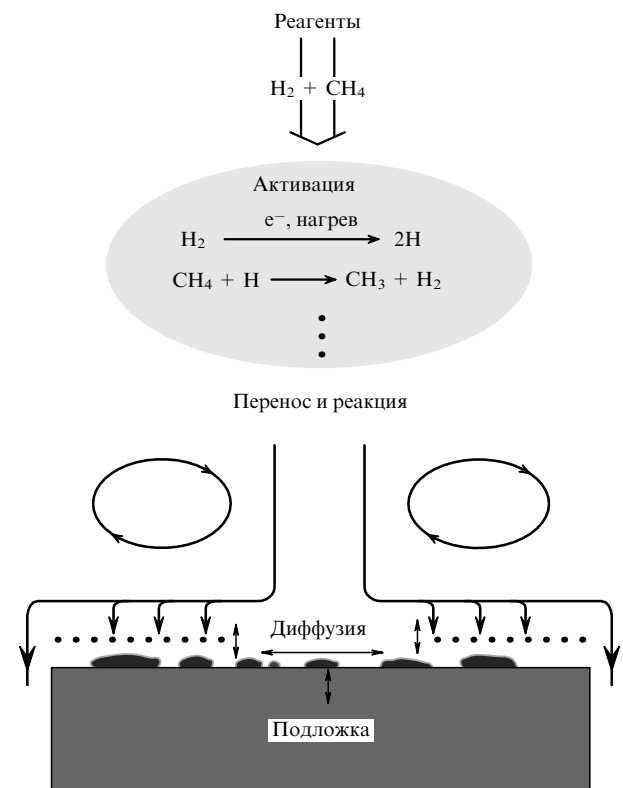 Реагенты
H₂ + CH₄
Активация
e⁻, нагрев
H₂ 2H
CH₄ + H CH₃ + H₂
Перенос и реакция
Диффузия
Подложка